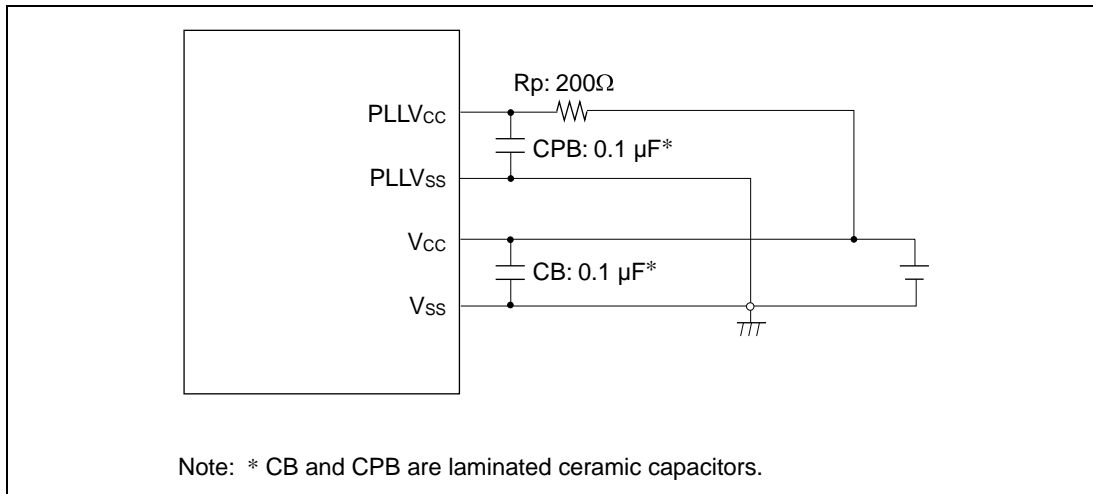 Rp: 200Ω
PLLVCC
CPB: 0.1 µF*
PLLVSS
VCC
CB: 0.1 µF*
VSS
Note: * CB and CPB are laminated ceramic capacitors.